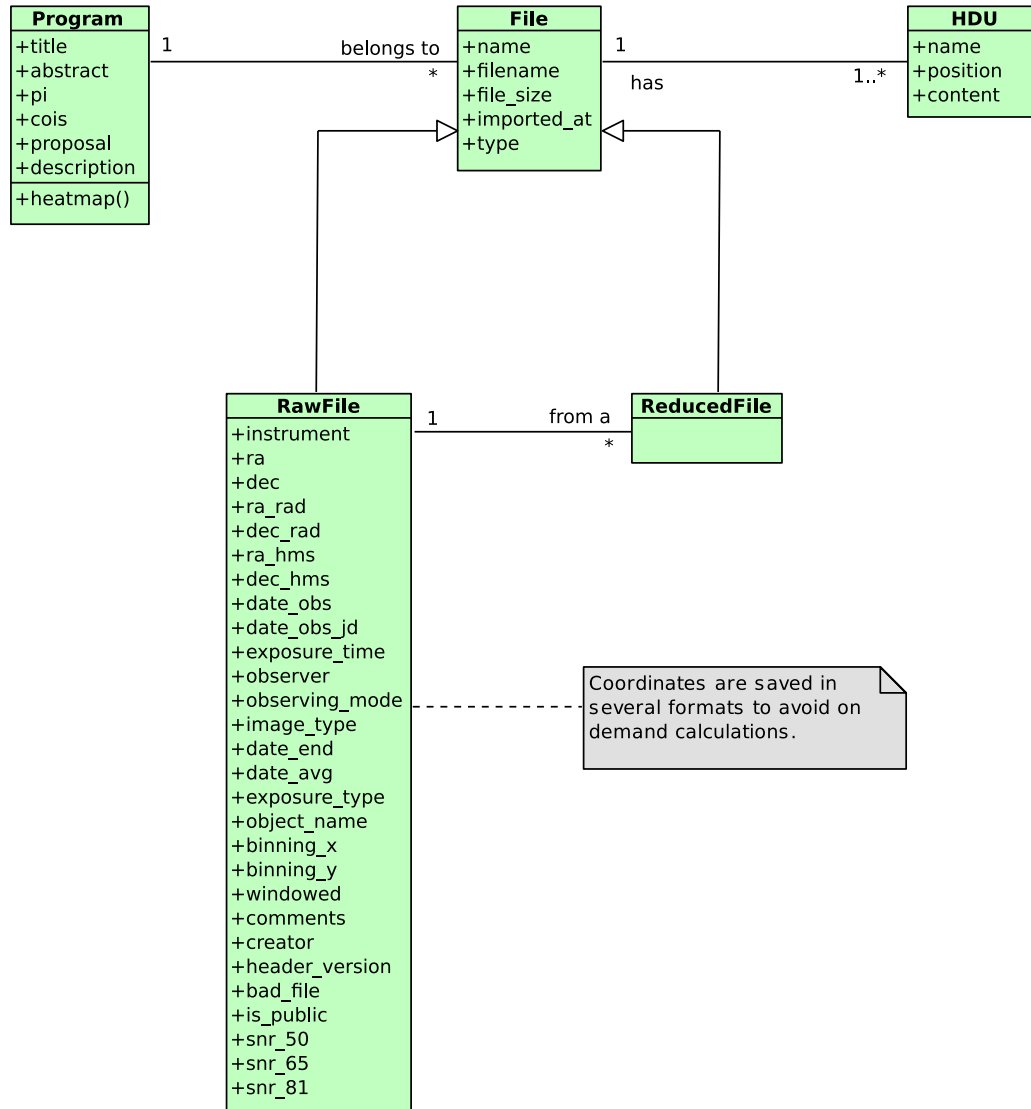 Program
+title
+abstract
+pi
+cois
+proposal
+description
+heatmap()
1
belongs to
*
File
+name
+filename
+file_size
+imported_at
+type
1
has
1..*
HDU
+name
+position
+content
RawFile
+instrument
+ra
+dec
+ra_rad
+dec_rad
+ra_hms
+dec_hms
+date_obs
+date_obs_jd
+exposure_time
+observer
+observing_mode
+image_type
+date_end
+date_avg
+exposure_type
+object_name
+binning_x
+binning_y
+windowed
+comments
+creator
+header_version
+bad_file
+is_public
+snr_50
+snr_65
+snr_81
1
from a
*
ReducedFile
Coordinates are saved in
several formats to avoid on
demand calculations.